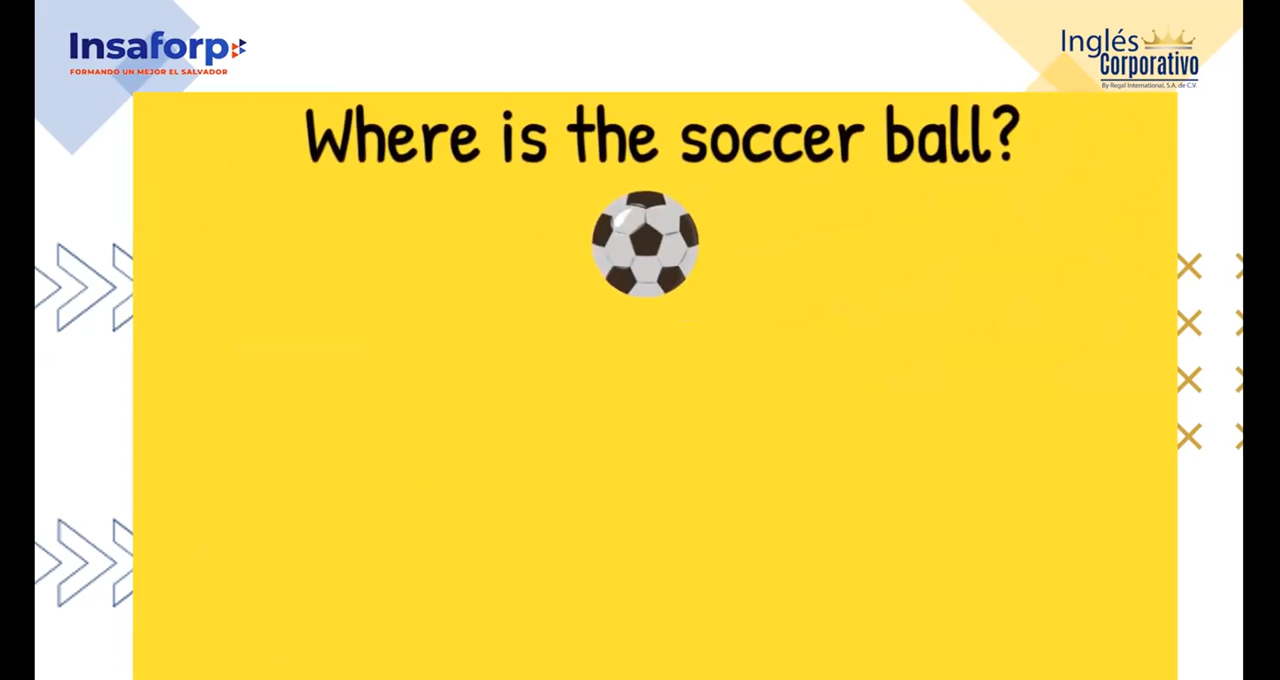 Insaforp
FORMANDO UN MEJOR EL SALVADOR
Inglés
Corporativo
By Regal International, S.A. de C.V.
Where is the soccer ball?